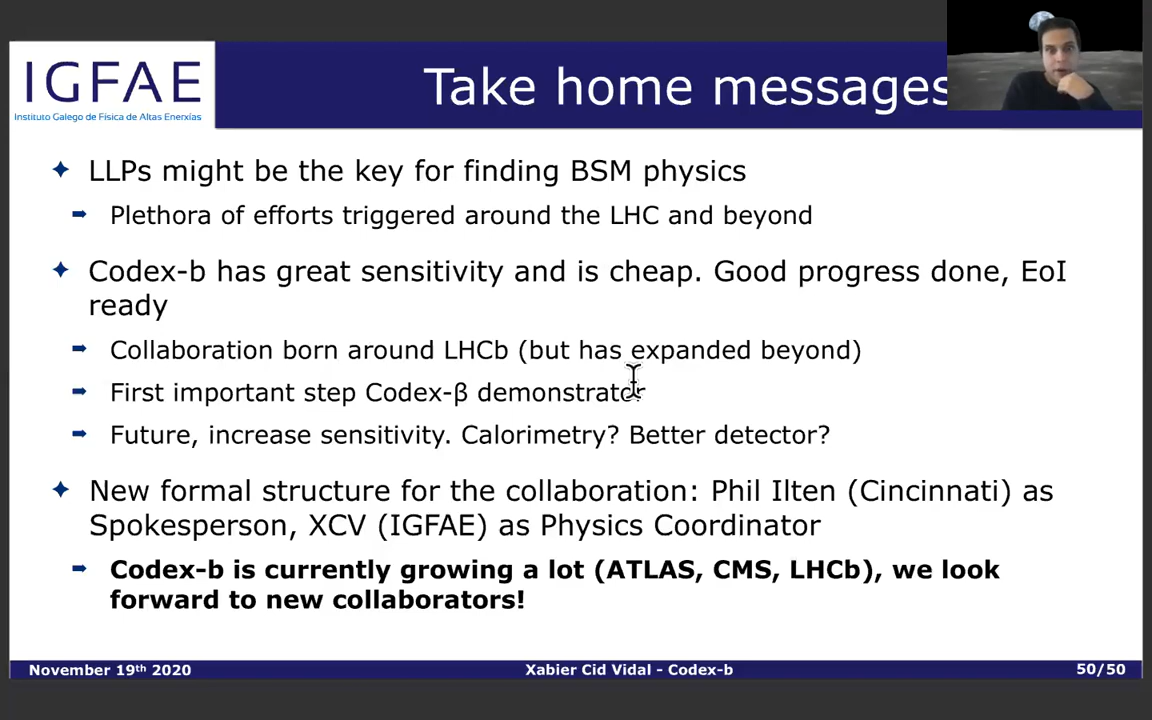 IGFAE
Instituto Galego de Física de Altas Enerxías
Take home messages
LLPs might be the key for finding BSM physics
Plethora of efforts triggered around the LHC and beyond
Codex-b has great sensitivity and is cheap. Good progress done, EoI
ready
Collaboration born around LHCb (but has expanded beyond)
First important step Codex-β demonstrator
Future, increase sensitivity. Calorimetry? Better detector?
New formal structure for the collaboration: Phil Ilten (Cincinnati) as
Spokesperson, XCV (IGFAE) as Physics Coordinator
Codex-b is currently growing a lot (ATLAS, CMS, LHCb), we look
forward to new collaborators!
November 19th 2020
Xabier Cid Vidal - Codex-b
50/50